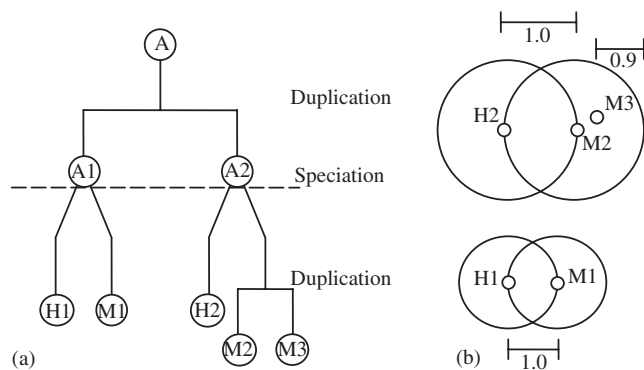 A
Duplication
A1
A2
Speciation
Duplication
H1
M1
H2
M2
M3
(a)
1.0
0.9
H2
M3
M2
H1
M1
1.0
(b)